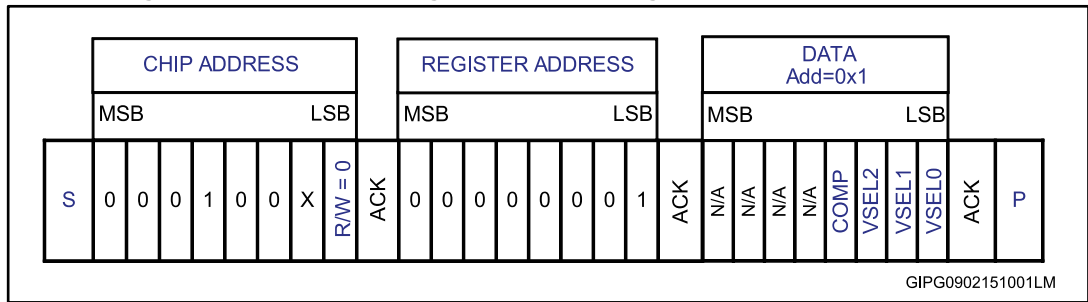 CHIP ADDRESS
REGISTER ADDRESS
DATA
Add=0x1
MSB LSB MSB LSB MSB LSB
S 0 0 0 1 0 0 X R/W = 0 ACK 0 0 0 0 0 0 0 1 ACK N/A N/A N/A N/A COMP VSEL2 VSEL1 VSEL0 ACK P
GIPG0902151001LM